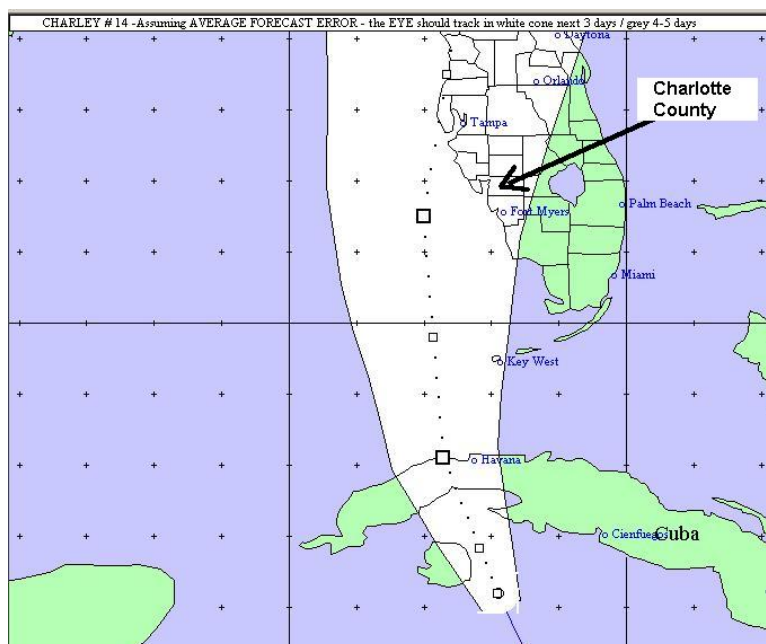 CHARLEY # 14 -Assuming AVERAGE FORECAST ERROR - the EYE should track in white cone next 3 days / grey 4-5 days
Daytona
Orlando
Charlotte
County
Tampa
Palm Beach
Fort Myers
Miami
Key West
Havana
Cienfuegos
Cuba